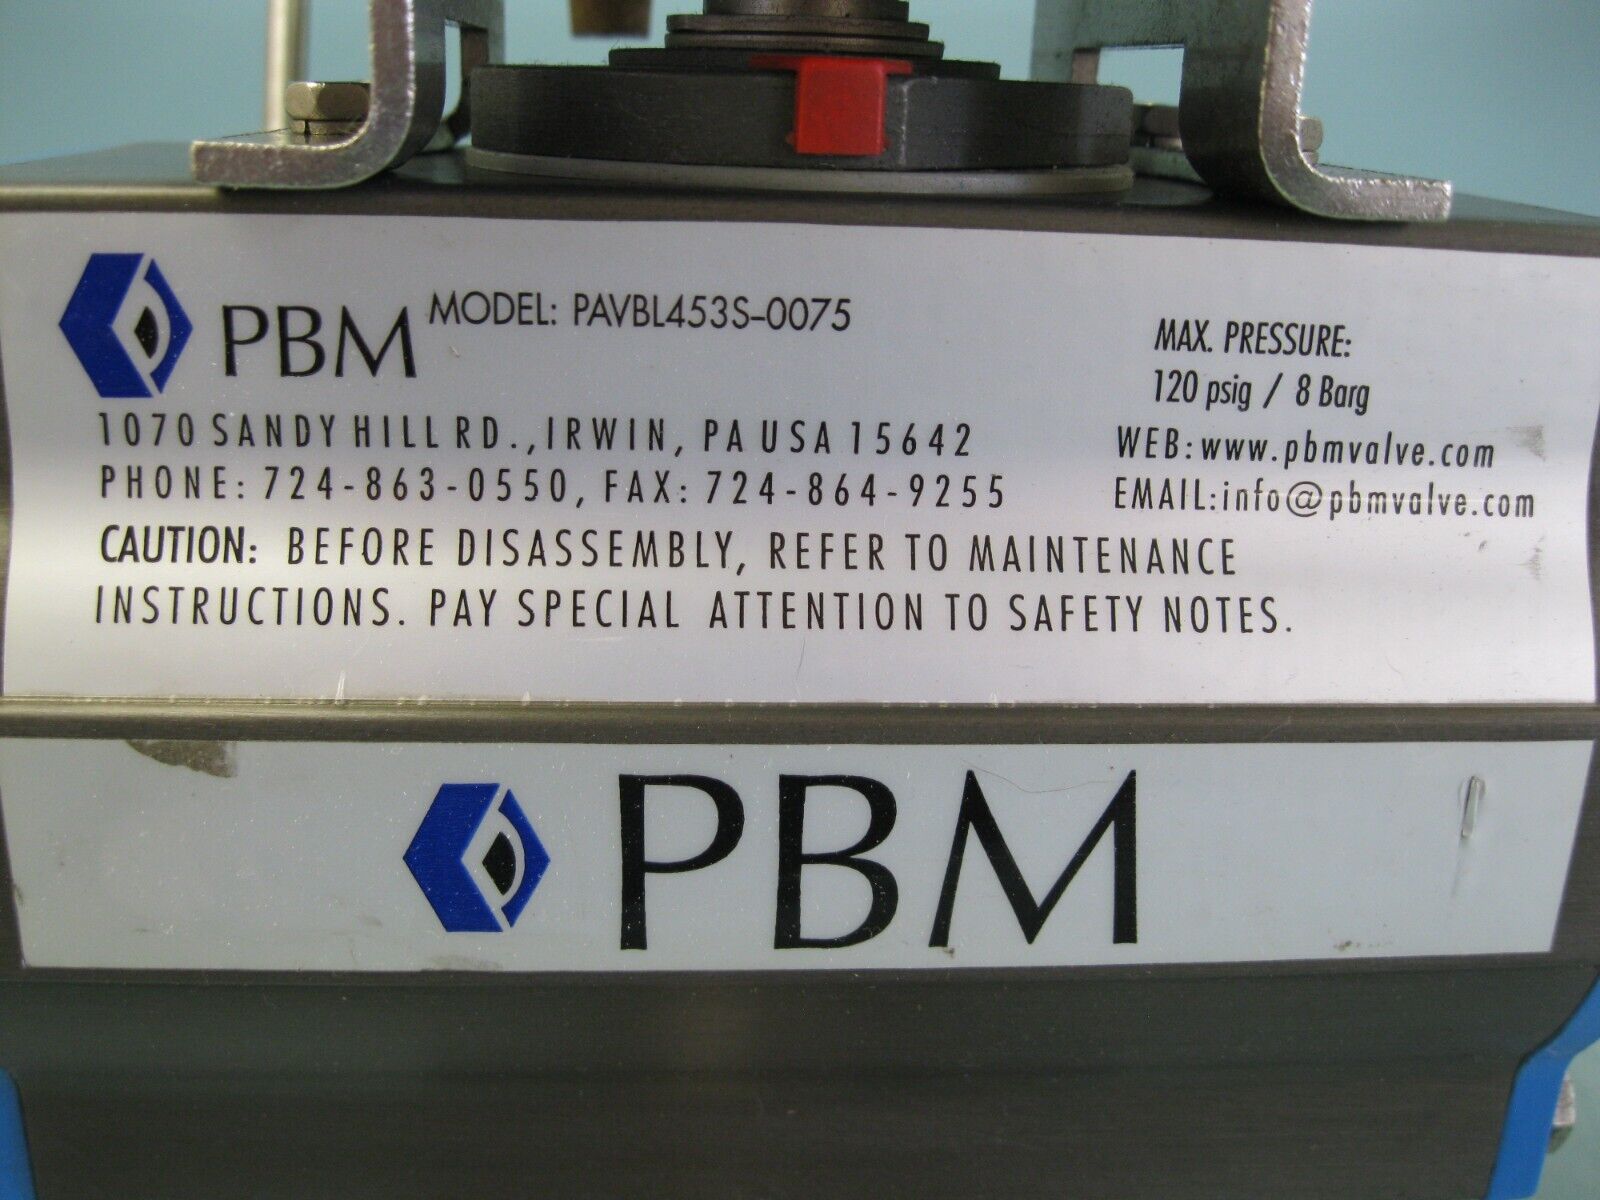 PBM
MODEL: PAVBL453S-0075
MAX. PRESSURE:
120 psig / 8 Barg
1070 SANDY HILL RD., IRWIN, PA USA 15642
WEB: www.pbmvalve.com
PHONE: 724-863-0550, FAX: 724-864-9255
EMAIL: info@pbmvalve.com
CAUTION: BEFORE DISASSEMBLY, REFER TO MAINTENANCE
INSTRUCTIONS. PAY SPECIAL ATTENTION TO SAFETY NOTES.
PBM